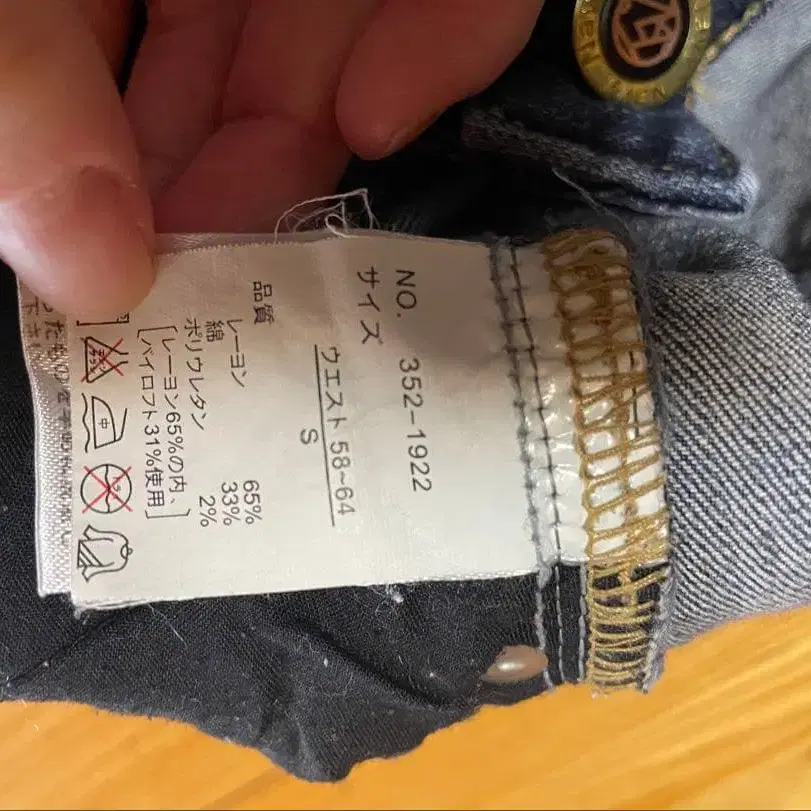 NO. 352-1922
サイズ
ウエスト 58~64
S
品質
レーヨン 65%
綿 33%
ポリウレタン 2%
[レーヨン65%の内、
バイロフト31%使用]
中